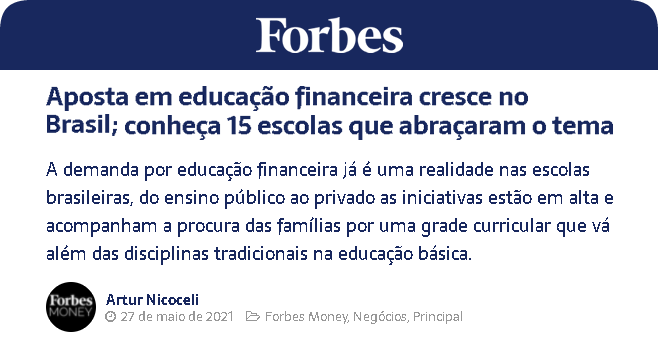 Forbes
Aposta em educação financeira cresce no
Brasil; conheça 15 escolas que abraçaram o tema
A demanda por educação financeira já é uma realidade nas escolas
brasileiras, do ensino público ao privado as iniciativas estão em alta e
acompanham a procura das famílias por uma grade curricular que vá
além das disciplinas tradicionais na educação básica.
Forbes
MONEY
Artur Nicoceli
27 de maio de 2021 Forbes Money, Negócios, Principal